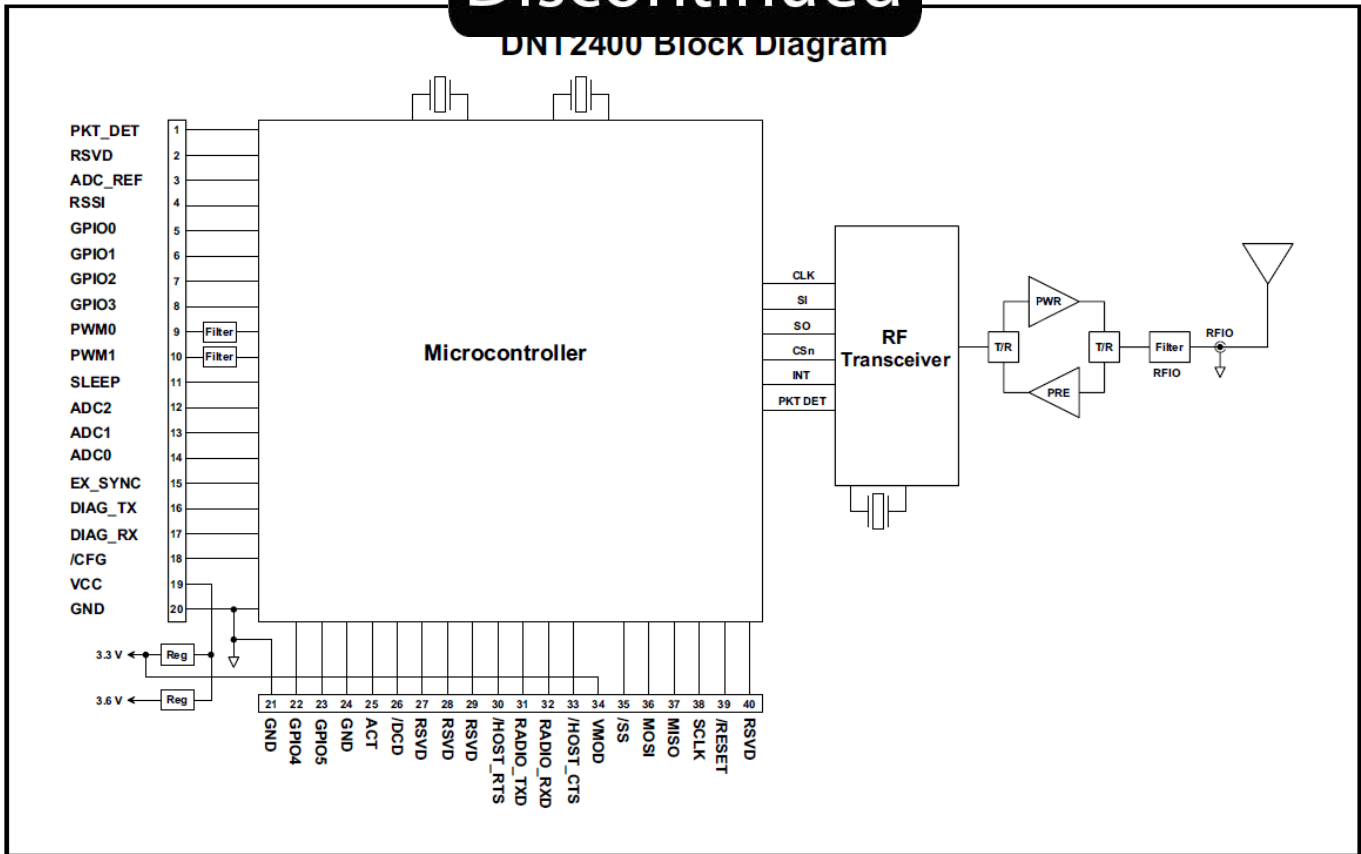 Discontinued
DNT2400 Block Diagram
PKT_DET 1
RSVD 2
ADC_REF 3
RSSI 4
GPIO0 5
GPIO1 6
GPIO2 7
GPIO3 8
PWM0 9 Filter
PWM1 10 Filter
SLEEP 11
ADC2 12
ADC1 13
ADC0 14
EX_SYNC 15
DIAG_TX 16
DIAG_RX 17
/CFG 18
VCC 19
GND 20
Microcontroller
CLK
SI
SO
CSn
INT
PKT DET
RF
Transceiver
T/R
PWR
PRE
T/R
Filter
RFIO
RFIO
3.3 V Reg
3.6 V Reg
21 22 23 24 25 26 27 28 29 30 31 32 33 34 35 36 37 38 39 40
GND
GPIO4
GPIO5
GND
ACT
/DCD
RSVD
RSVD
RSVD
/HOST_RTS
RADIO_TXD
RADIO_RXD
/HOST_CTS
VMOD
/SS
MOSI
MISO
SCLK
/RESET
RSVD